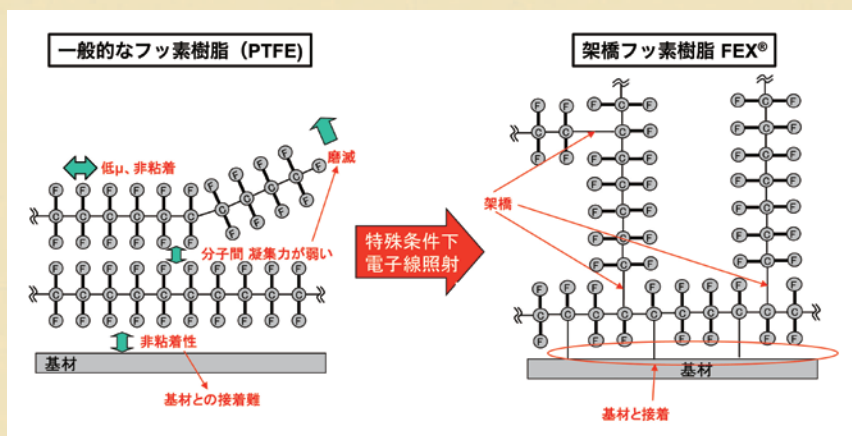 一般的なフッ素樹脂（PTFE)
低μ、非粘着
磨滅
F F F F F F F F F F
C C C C C C C C C C
F F F F F F F F F F
分子間 凝集力が弱い
F F F F F F F F F F
C C C C C C C C C C
F F F F F F F F F F
非粘着性
基材
基材との接着難
特殊条件下
電子線照射
架橋フッ素樹脂 FEX®
架橋
基材
基材と接着